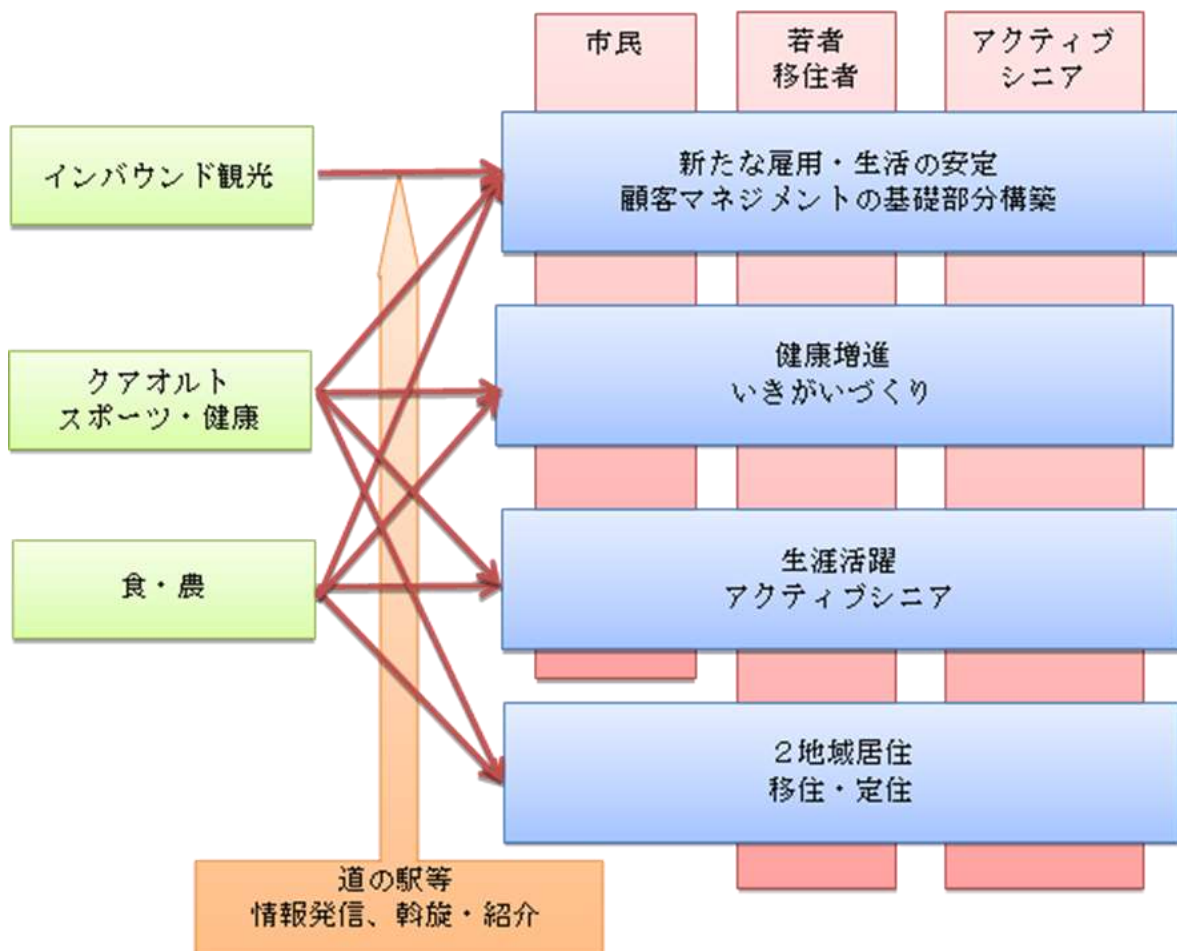 市民
若者
移住者
アクティブ
シニア
インバウンド観光
新たな雇用・生活の安定
顧客マネジメントの基礎部分構築
クアオルト
スポーツ・健康
健康増進
いきがいづくり
食・農
生涯活躍
アクティブシニア
２地域居住
移住・定住
道の駅等
情報発信、斡旋・紹介